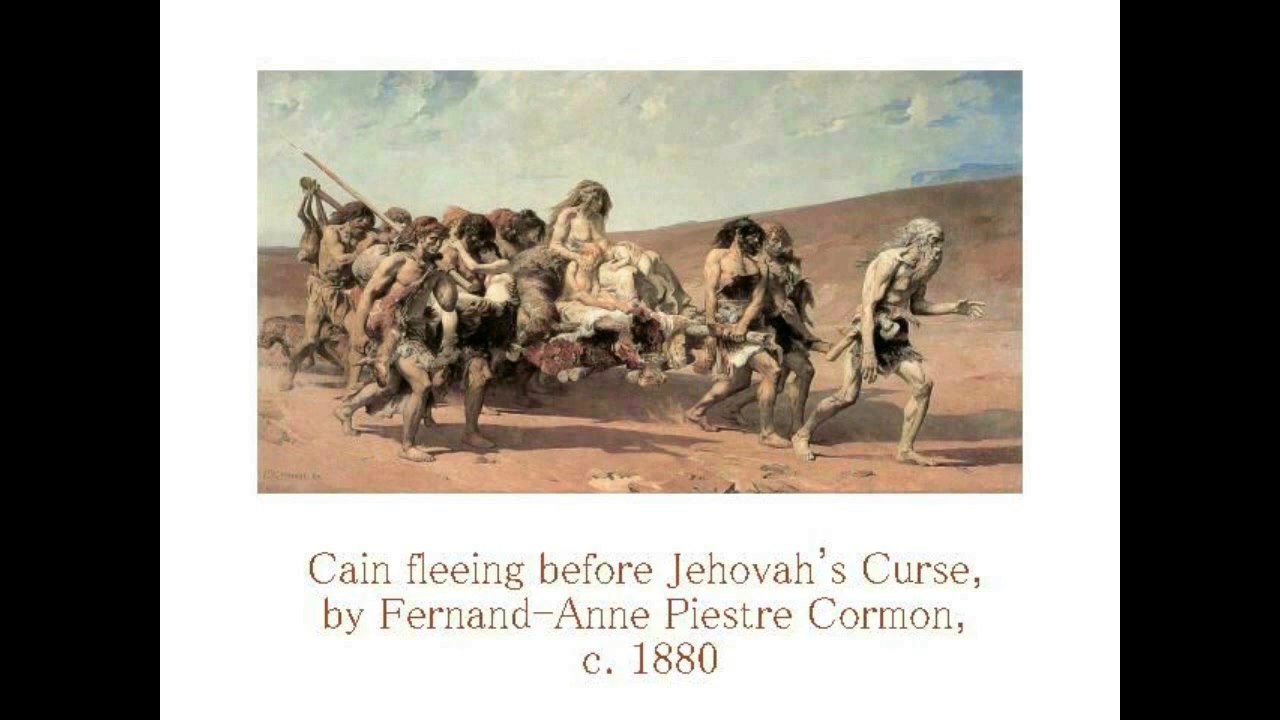 Cain fleeing before Jehovah's Curse,
by Fernand-Anne Piestre Cormon,
c. 1880